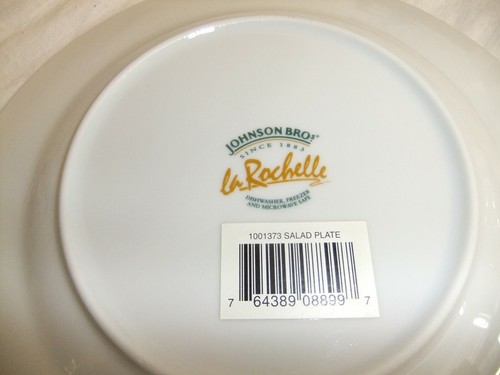 JOHNSON BROS
SINCE 1883
la Rochelle
DISHWASHER, FREEZER
AND MICROWAVE SAFE
1001373 SALAD PLATE
7 64389 08899 7